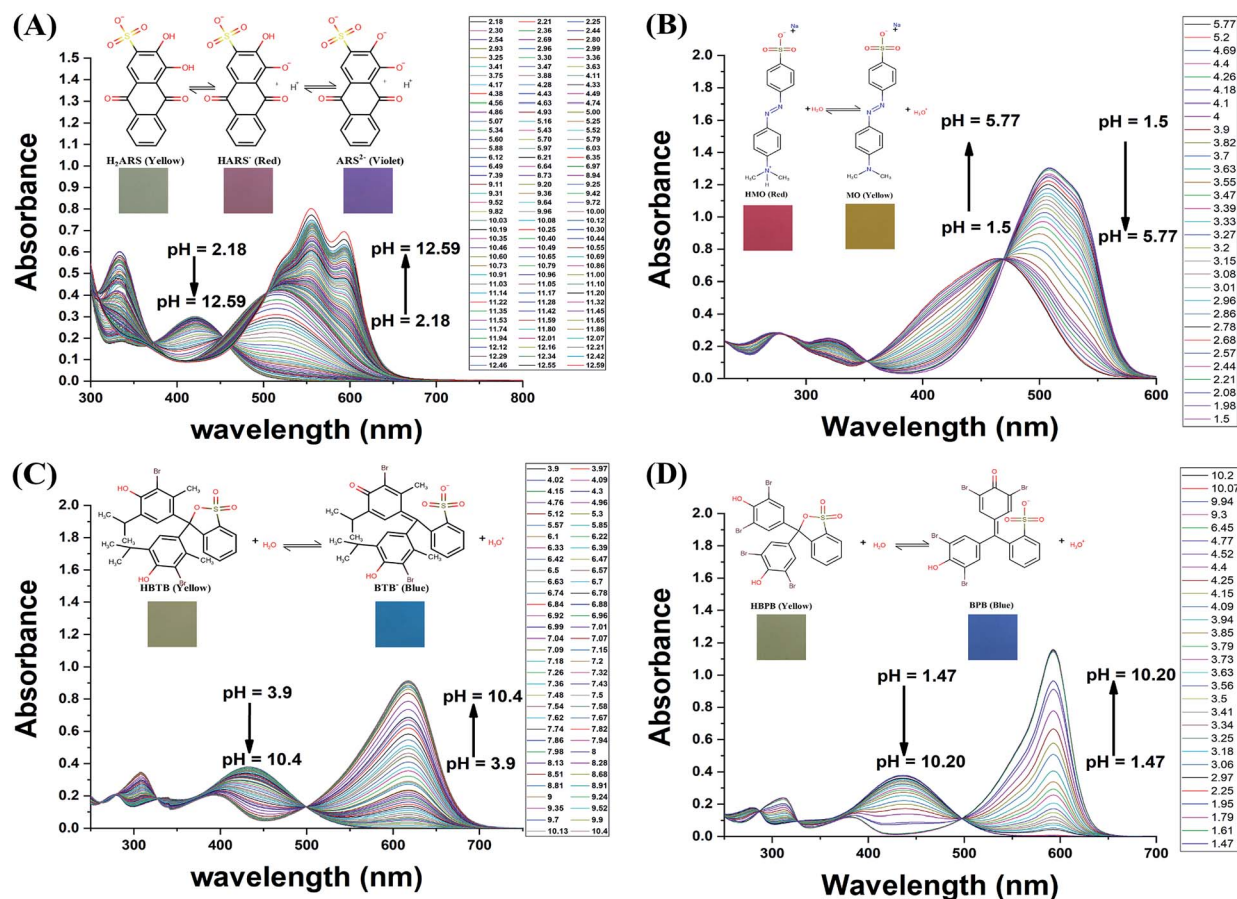 (A)
Absorbance
1.5
1.4
1.3
1.2
1.1
1.0
0.9
0.8
0.7
0.6
0.5
0.4
0.3
0.2
0.1
0.0
300 400 500 600 700 800
wavelength (nm)
H₂ARS (Yellow) HARS⁻ (Red) ARS²⁻ (Violet)
pH = 2.18
pH = 12.59
pH = 12.59
pH = 2.18
2.18 2.21 2.25
2.30 2.36 2.44
2.54 2.69 2.80
2.93 2.96 2.99
3.25 3.30 3.36
3.41 3.47 3.63
3.75 3.88 4.11
4.17 4.28 4.33
4.38 4.43 4.49
4.56 4.63 4.74
4.86 4.93 5.00
5.07 5.16 5.25
5.34 5.43 5.52
5.60 5.70 5.79
5.88 5.97 6.03
6.12 6.21 6.35
6.49 6.64 6.97
7.39 8.73 8.94
9.11 9.20 9.25
9.31 9.36 9.42
9.52 9.64 9.72
9.82 9.96 10.00
10.03 10.08 10.12
10.19 10.25 10.30
10.35 10.40 10.44
10.46 10.49 10.55
10.60 10.65 10.69
10.73 10.79 10.86
10.91 10.96 11.00
11.03 11.05 11.10
11.14 11.17 11.20
11.22 11.28 11.32
11.35 11.42 11.45
11.53 11.59 11.65
11.74 11.80 11.86
11.94 12.01 12.07
12.12 12.16 12.21
12.29 12.34 12.42
12.46 12.55 12.59
(B)
Absorbance
2.0
1.8
1.6
1.4
1.2
1.0
0.8
0.6
0.4
0.2
0.0
300 400 500 600
Wavelength (nm)
+H₂O + H₃O⁺
HMO (Red) MO (Yellow)
pH = 5.77
pH = 1.5
pH = 1.5
pH = 5.77
5.77
5.2
4.69
4.4
4.26
4.18
4.1
4
3.9
3.82
3.7
3.63
3.55
3.47
3.39
3.33
3.27
3.2
3.15
3.08
3.01
2.96
2.86
2.78
2.68
2.57
2.44
2.21
2.08
1.98
1.5
(C)
Absorbance
2.0
1.8
1.6
1.4
1.2
1.0
0.8
0.6
0.4
0.2
0.0
300 400 500 600 700
wavelength (nm)
+ H₂O + H₃O⁺
HBTB (Yellow) BTB⁻ (Blue)
pH = 3.9
pH = 10.4
pH = 10.4
pH = 3.9
3.9 3.97
4.02 4.09
4.15 4.3
4.76 4.96
5.12 5.3
5.57 5.85
6.1 6.22
6.33 6.39
6.42 6.47
6.5 6.57
6.63 6.7
6.74 6.78
6.84 6.88
6.92 6.96
6.99 7.01
7.04 7.07
7.09 7.15
7.18 7.2
7.26 7.32
7.36 7.43
7.48 7.5
7.54 7.58
7.62 7.67
7.74 7.82
7.86 7.94
7.98 8
8.13 8.28
8.51 8.68
8.81 8.91
9 9.24
9.35 9.52
9.7 9.9
10.13 10.4
(D)
Absorbance
2.0
1.8
1.6
1.4
1.2
1.0
0.8
0.6
0.4
0.2
0.0
300 400 500 600 700
Wavelength (nm)
+ H₂O + H₃O⁺
HBPB (Yellow) BPB (Blue)
pH = 1.47
pH = 10.20
pH = 10.20
pH = 1.47
10.2
10.07
9.94
9.3
6.45
4.77
4.52
4.4
4.25
4.15
4.09
3.94
3.85
3.79
3.73
3.63
3.56
3.5
3.41
3.34
3.25
3.18
3.06
2.97
2.25
1.95
1.79
1.61
1.47